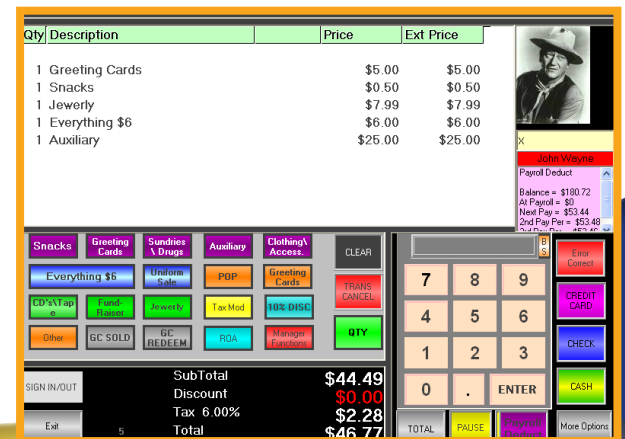 Qty Description Price Ext Price
1 Greeting Cards $5.00 $5.00
1 Snacks $0.50 $0.50
1 Jewerly $7.99 $7.99
1 Everything $6 $6.00 $6.00
1 Auxiliary $25.00 $25.00
X
John Wayne
Payroll Deduct
Balance = $180.72
At Payroll = $0
Next Pay = $53.44
2nd Pay Per = $53.48
Snacks
Greeting
Cards
Sundries
\ Drugs
Auxiliary
Clothing\
Access.
CLEAR
Everything $6
Uniform
Sale
POP
Greeting
Cards
TRANS
CANCEL
CD's\Tap
e
Fund-
Raiser
Jewerly
Tax Mod
10% DISC
Other
GC SOLD
GC
REDEEM
ROA
Manager
Functions
QTY
B
S
7 8 9
4 5 6
1 2 3
0 . ENTER
Error
Correct
CREDIT
CARD
CHECK
CASH
SIGN IN/OUT
Exit
5
SubTotal $44.49
Discount $0.00
Tax 6.00% $2.28
Total $46.77
TOTAL
PAUSE
Payroll
Deduct
More Options